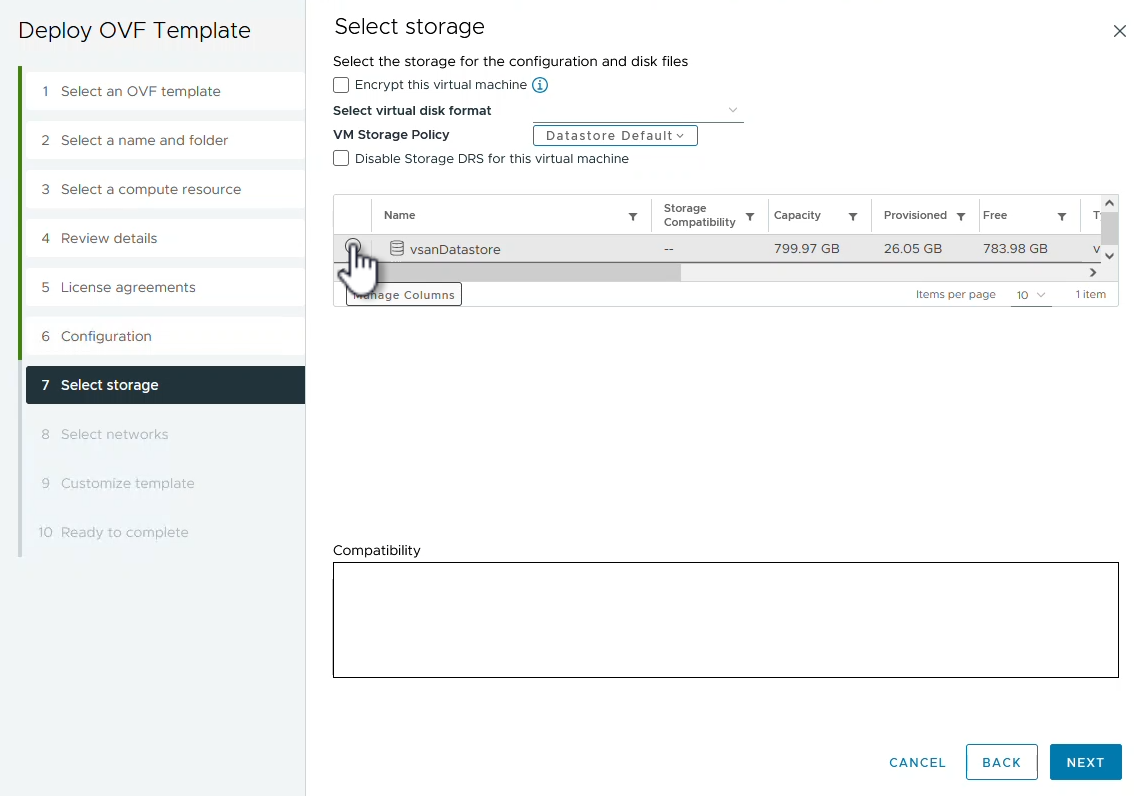 Deploy OVF Template
1 Select an OVF template
2 Select a name and folder
3 Select a compute resource
4 Review details
5 License agreements
6 Configuration
7 Select storage
8 Select networks
9 Customize template
10 Ready to complete
Select storage
Select the storage for the configuration and disk files
Encrypt this virtual machine
Select virtual disk format
VM Storage Policy Datastore Default
Disable Storage DRS for this virtual machine
Name Storage Compatibility Capacity Provisioned Free
vsanDatastore -- 799.97 GB 26.05 GB 783.98 GB
Columns Items per page 10 1 item
Compatibility
CANCEL BACK NEXT